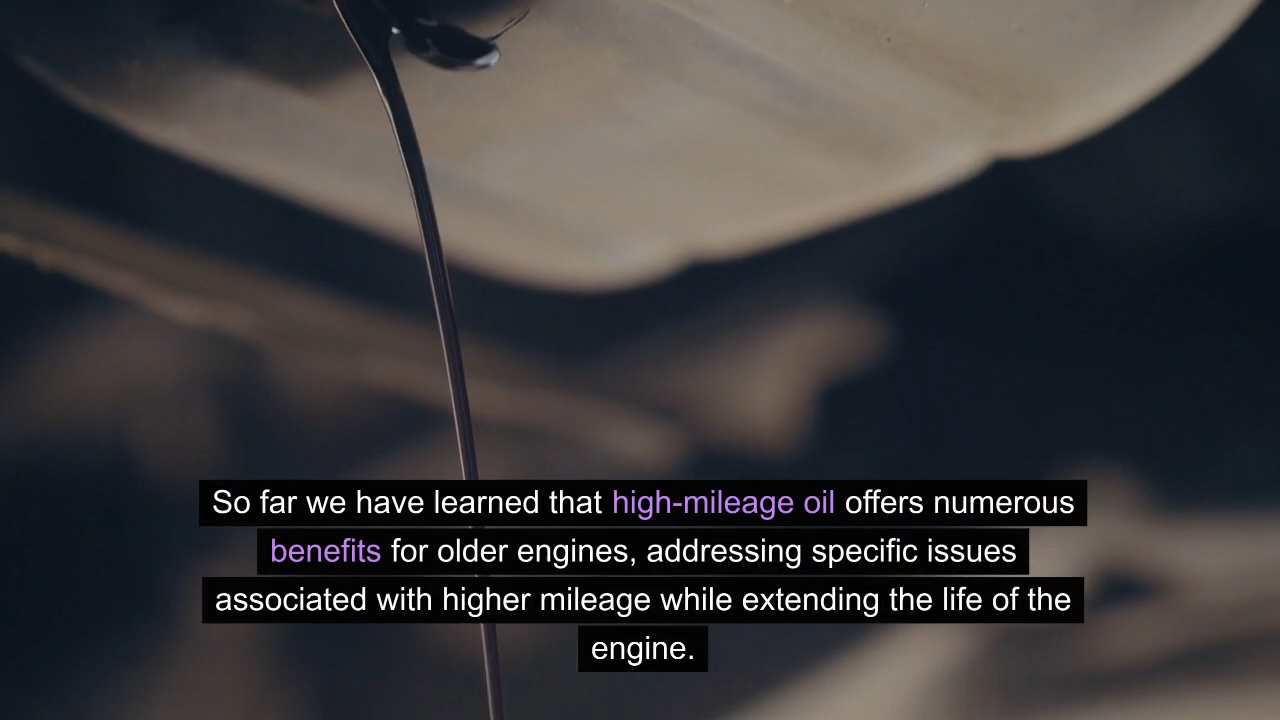 So far we have learned that high-mileage oil offers numerous
benefits for older engines, addressing specific issues
associated with higher mileage while extending the life of the
engine.